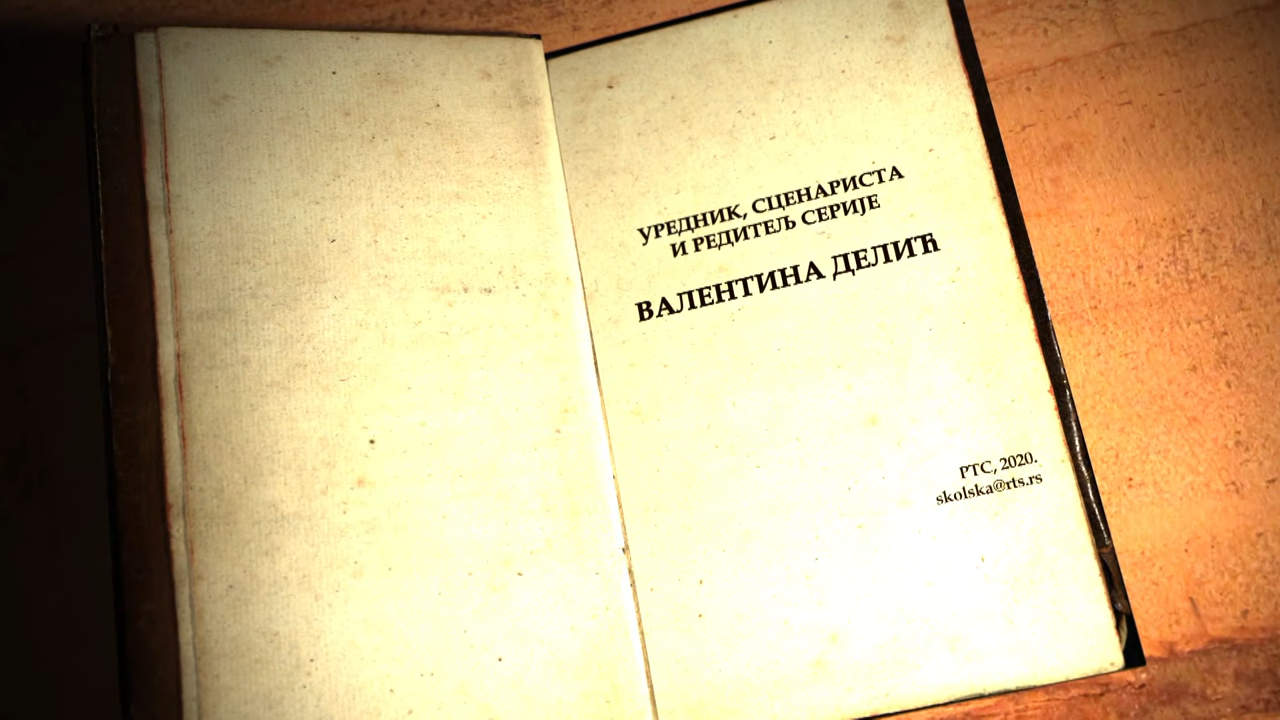 УРЕДНИК, СЦЕНАРИСТА
И РЕДИТЕЉ СЕРИЈЕ
ВАЛЕНТИНА ДЕЛИЋ
РТС, 2020.
skolska@rts.rs